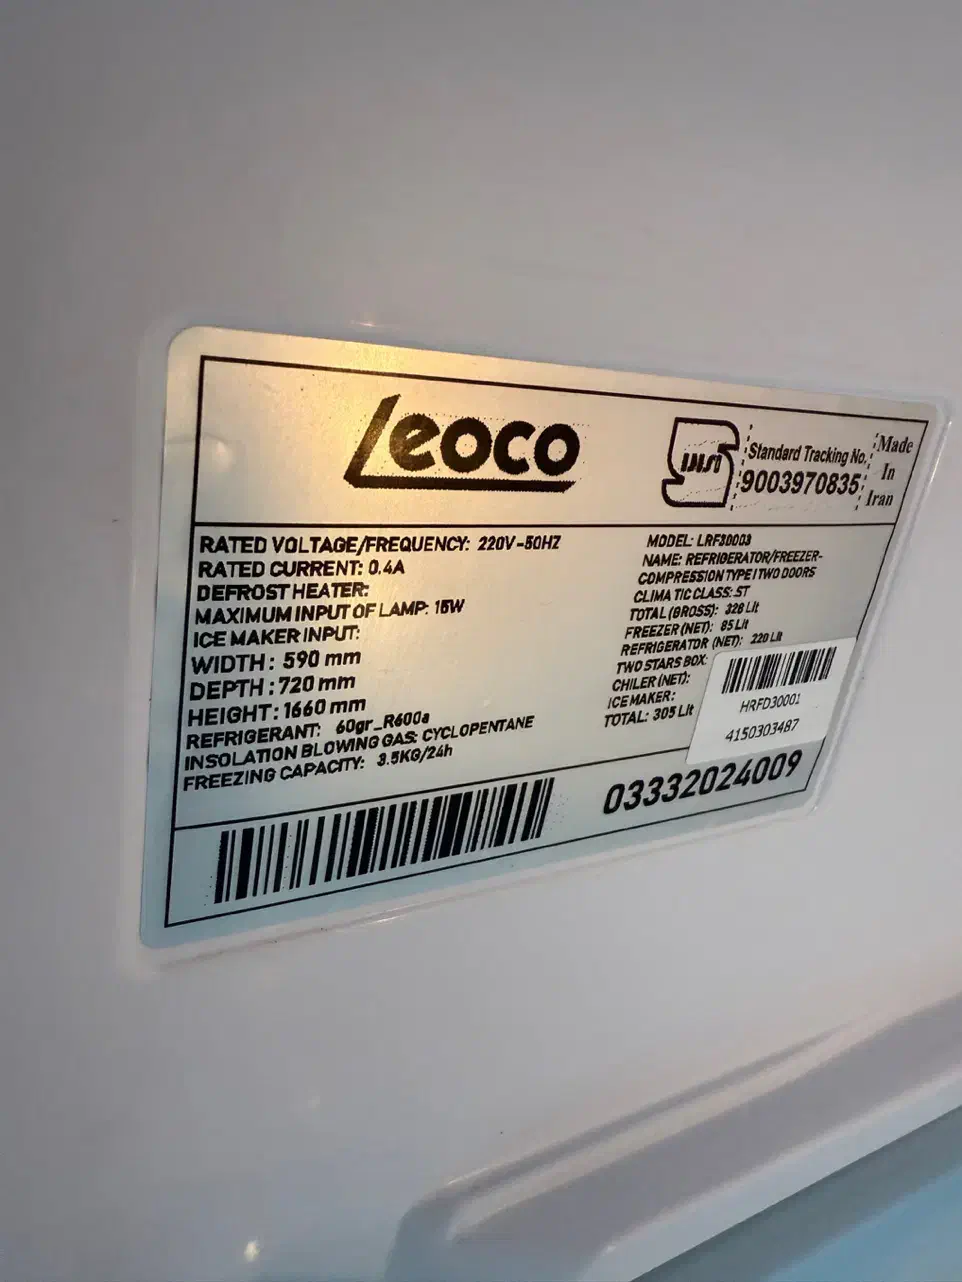 Leoco
ISIRI
Standard Tracking No.
9003970835
Made
In
Iran
RATED VOLTAGE/FREQUENCY: 220V-50HZ
RATED CURRENT: 0.4A
DEFROST HEATER:
MAXIMUM INPUT OF LAMP: 15W
ICE MAKER INPUT:
WIDTH: 590 mm
DEPTH: 720 mm
HEIGHT: 1660 mm
REFRIGERANT: 60gr_R600a
INSOLATION BLOWING GAS: CYCLOPENTANE
FREEZING CAPACITY: 3.5KG/24h
MODEL: LRF30003
NAME: REFRIGERATOR/FREEZER-
COMPRESSION TYPE I TWO DOORS
CLIMA TIC CLASS: ST
TOTAL (GROSS): 328 Lit
FREEZER (NET): 85 Lit
REFRIGERATOR (NET): 220 Lit
TWO STARS BOX:
CHILER (NET):
ICE MAKER:
TOTAL: 305 Lit
HRFD30001
4150303487
03332024009